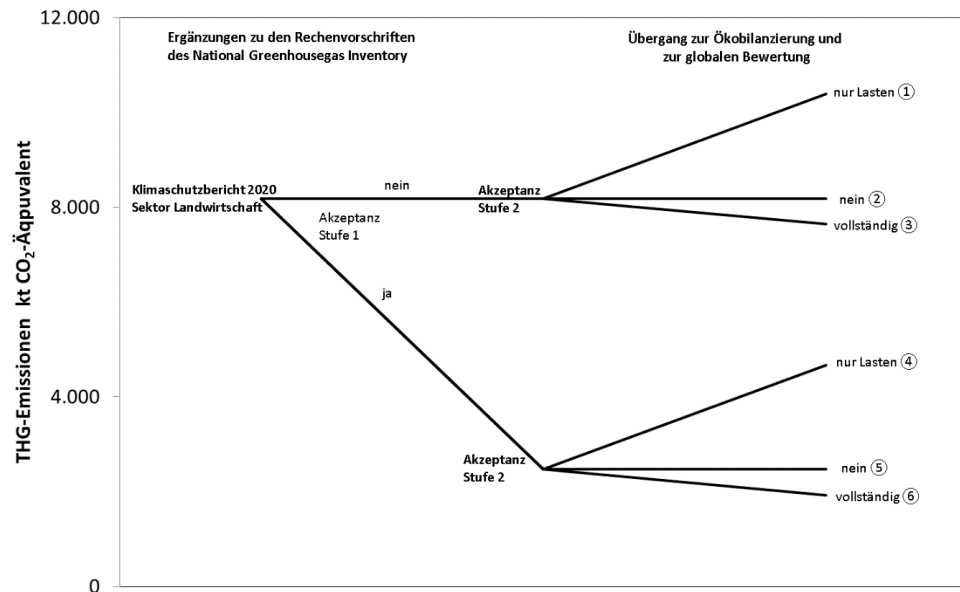 THG-Emissionen kt CO₂-Äqpuvalent
12.000
8.000
4.000
0
Ergänzungen zu den Rechenvorschriften
des National Greenhousegas Inventory
Übergang zur Ökobilanzierung und
zur globalen Bewertung
nur Lasten ①
Klimaschutzbericht 2020
Sektor Landwirtschaft
nein
Akzeptanz
Stufe 1
Akzeptanz
Stufe 2
nein ②
vollständig ③
ja
nur Lasten ④
Akzeptanz
Stufe 2
nein ⑤
vollständig ⑥